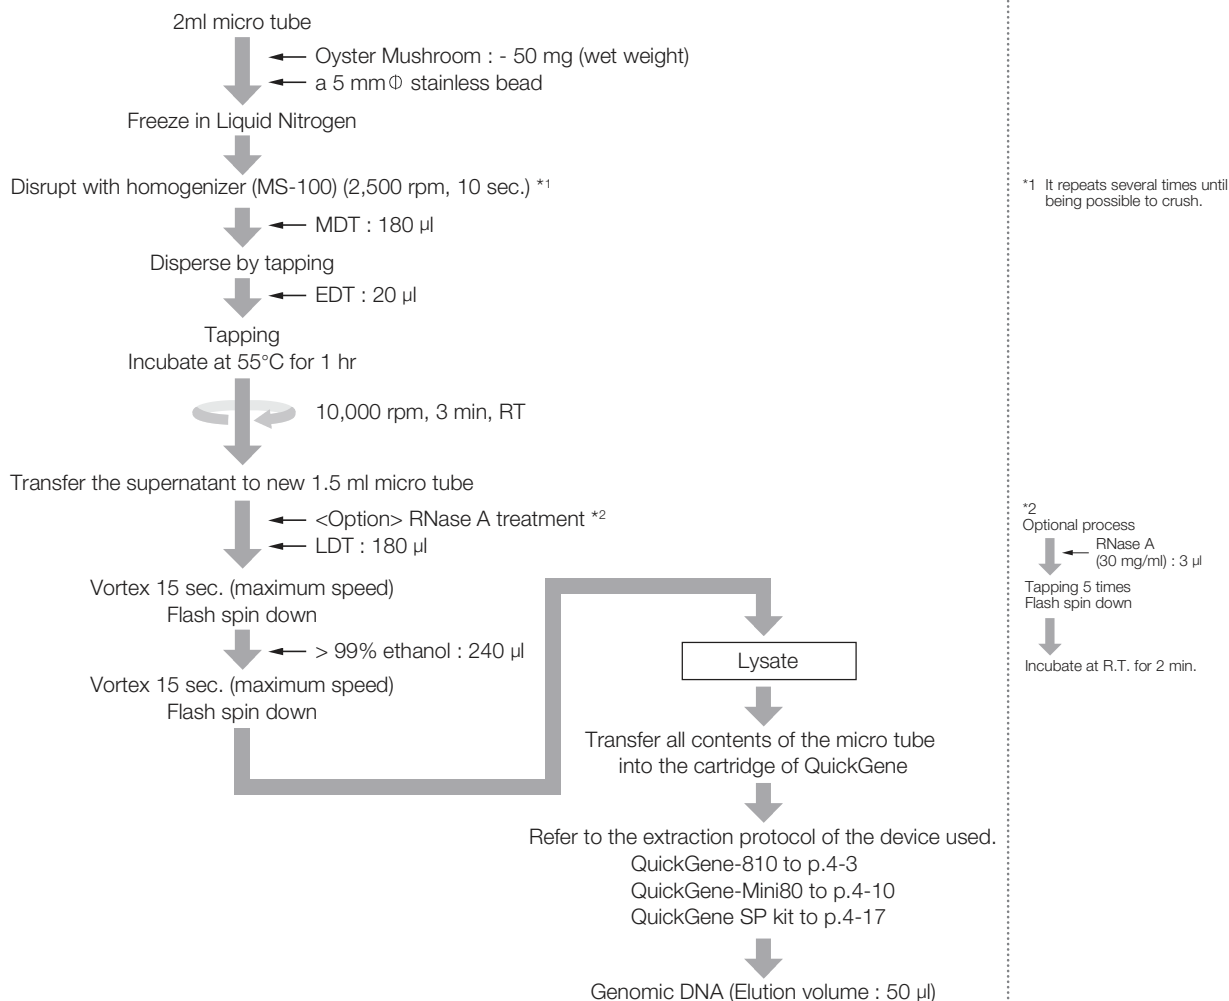 2ml micro tube
Oyster Mushroom : - 50 mg (wet weight)
a 5 mmΦ stainless bead
Freeze in Liquid Nitrogen
Disrupt with homogenizer (MS-100) (2,500 rpm, 10 sec.) *1
MDT : 180 µl
Disperse by tapping
EDT : 20 µl
Tapping
Incubate at 55°C for 1 hr
10,000 rpm, 3 min, RT
Transfer the supernatant to new 1.5 ml micro tube
<Option> RNase A treatment *2
LDT : 180 µl
Vortex 15 sec. (maximum speed)
Flash spin down
> 99% ethanol : 240 µl
Vortex 15 sec. (maximum speed)
Flash spin down
Lysate
Transfer all contents of the micro tube
into the cartridge of QuickGene
Refer to the extraction protocol of the device used.
QuickGene-810 to p.4-3
QuickGene-Mini80 to p.4-10
QuickGene SP kit to p.4-17
Genomic DNA (Elution volume : 50 µl)
*1 It repeats several times until
being possible to crush.
*2
Optional process
RNase A
(30 mg/ml) : 3 µl
Tapping 5 times
Flash spin down
Incubate at R.T. for 2 min.